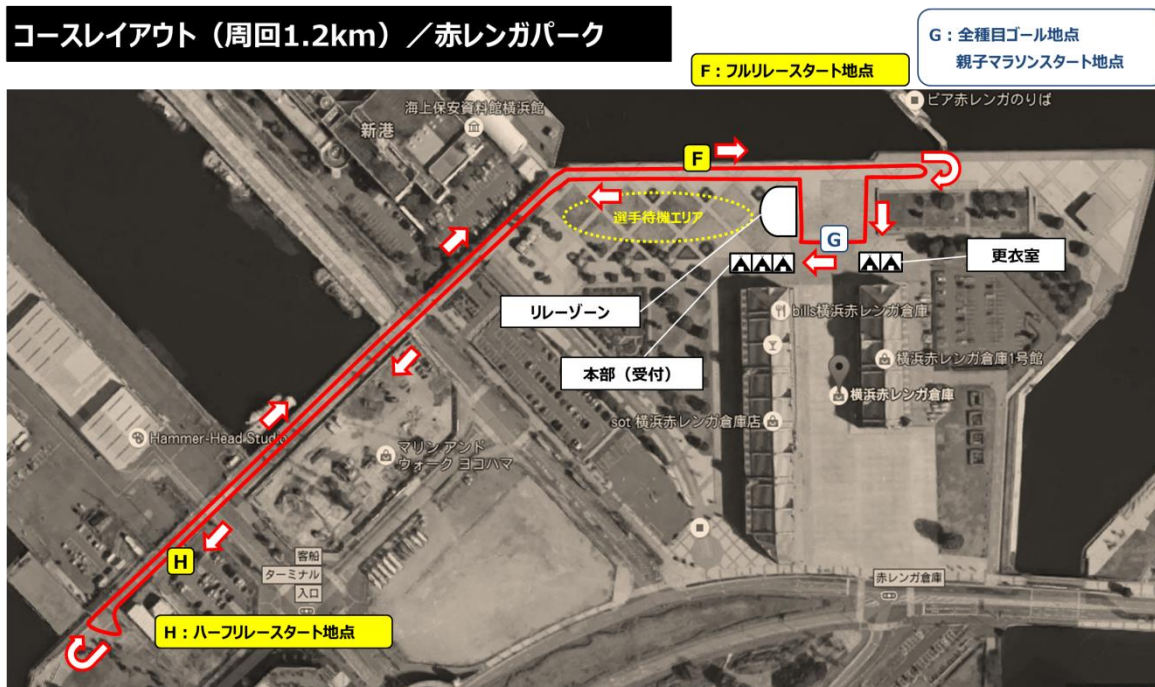 コースレイアウト（周回1.2km）／赤レンガパーク
G：全種目ゴール地点
親子マラソンスタート地点
F：フルリレースタート地点
ピア赤レンガのりば
海上保安資料館横浜館
新港
F
選手待機エリア
G
更衣室
リレーゾーン
bills横浜赤レンガ倉庫
本部（受付）
横浜赤レンガ倉庫1号館
横浜赤レンガ倉庫
sot 横浜赤レンガ倉庫店
Hammer-Head Studio
マリン アンド
ウォーク ヨコハマ
H
客船
ターミナル
入口
赤レンガ倉庫
H：ハーフリレースタート地点